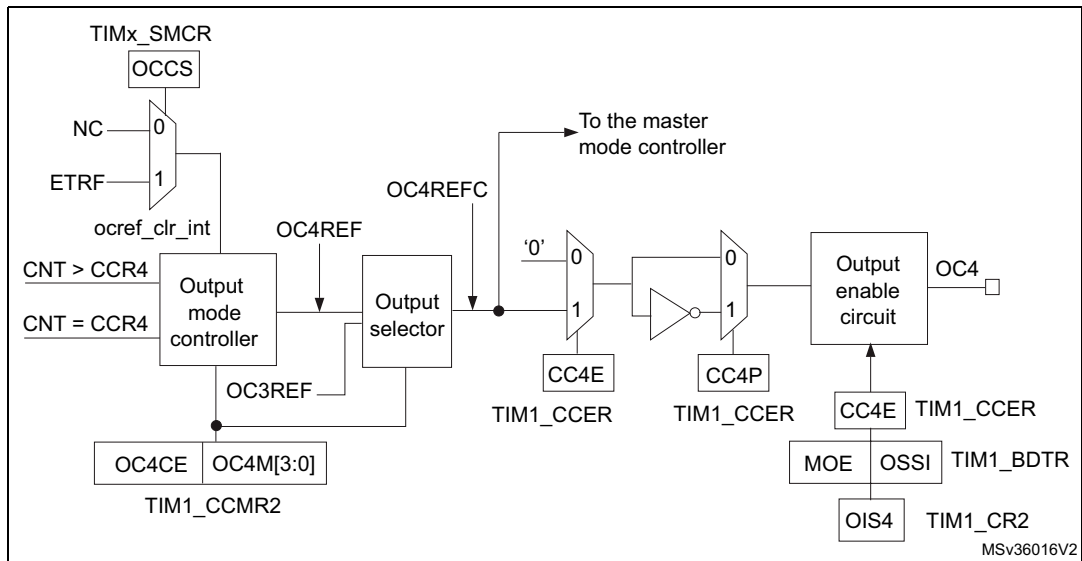 TIMx_SMCR
OCCS
NC
0
ETRF
1
ocref_clr_int
To the master
mode controller
OC4REFC
OC4REF
CNT > CCR4
CNT = CCR4
Output
mode
controller
Output
selector
OC3REF
‘0’
0
1
0
1
Output
enable
circuit
OC4
CC4E
TIM1_CCER
CC4P
TIM1_CCER
CC4E
TIM1_CCER
MOE
OSSI
TIM1_BDTR
OIS4
TIM1_CR2
OC4CE
OC4M[3:0]
TIM1_CCMR2
MSv36016V2